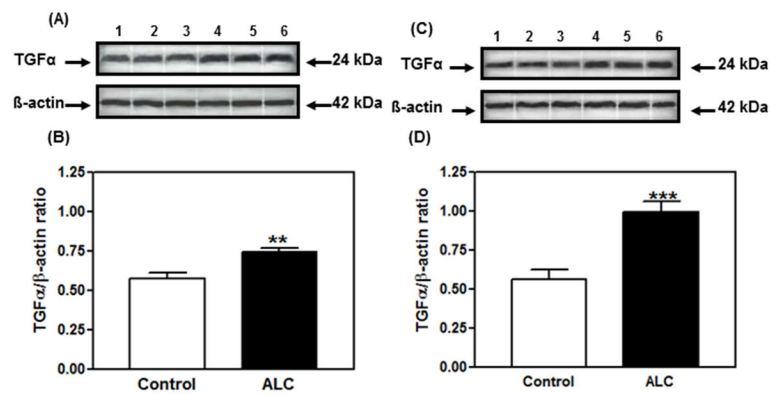 (A)
1 2 3 4 5 6
TGFα 24 kDa
ß-actin 42 kDa
(B)
TGFα/β-actin ratio
1.25
1.00
0.75
0.50
0.25
0.00
**
Control ALC
(C)
1 2 3 4 5 6
TGFα 24 kDa
ß-actin 42 kDa
(D)
TGFα/β-actin ratio
1.25
1.00
0.75
0.50
0.25
0.00
***
Control ALC